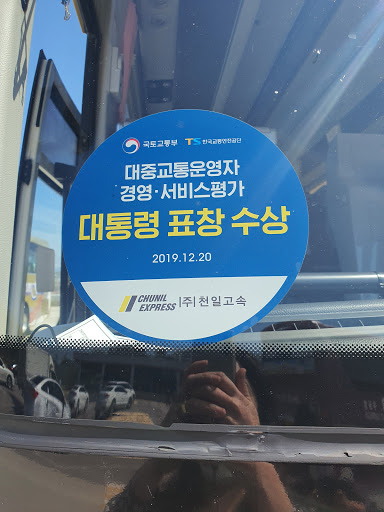 국토교통부 TS 한국교통안전공단
대중교통운영자
경영·서비스평가
대통령 표창 수상
2019.12.20
CHUNIL EXPRESS (주)천일고속